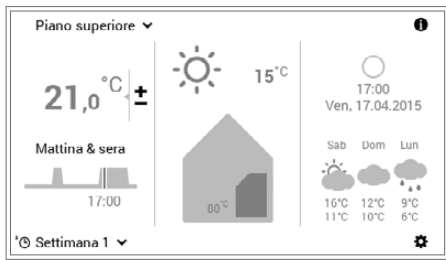 Piano superiore
21,0 °C ±
15°C
17:00
Ven, 17.04.2015
Mattina & sera
17:00
80°C
Sab Dom Lun
16°C 12°C 9°C
11°C 10°C 6°C
Settimana 1